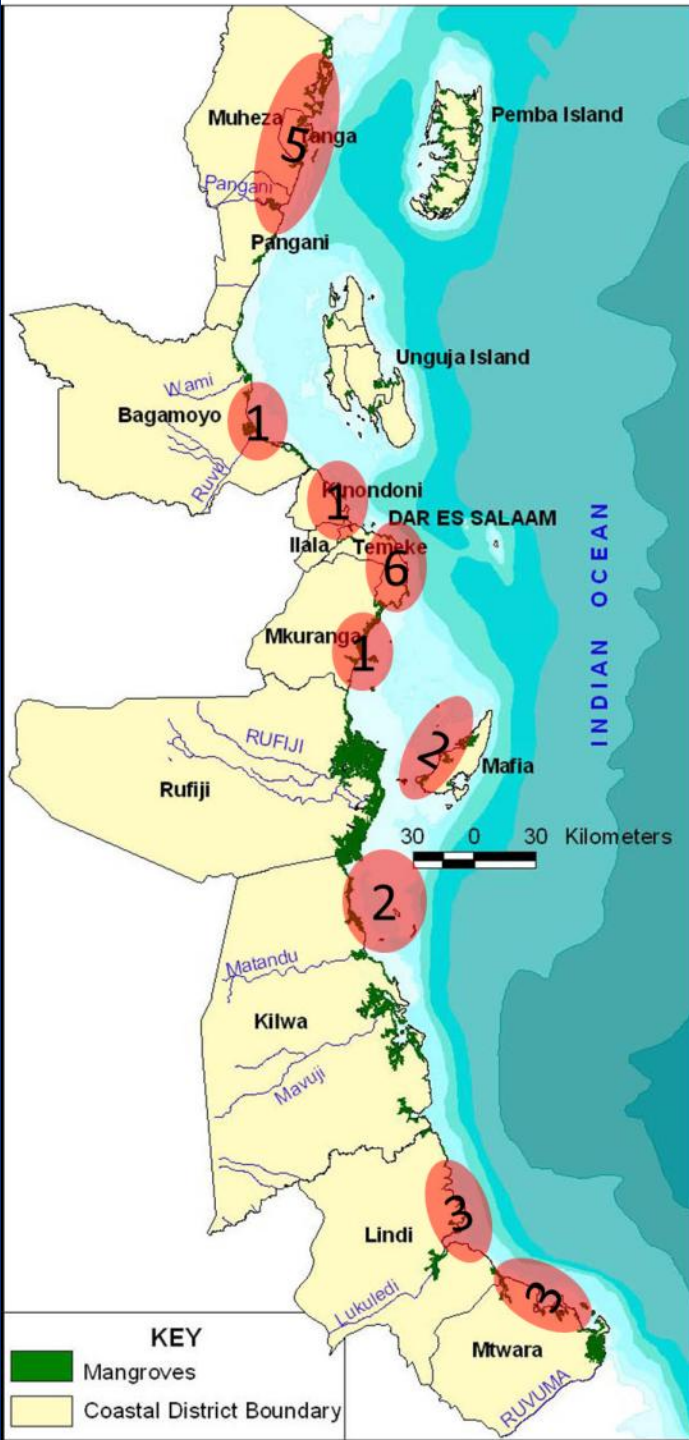 Muheza
Tanga
5
Pemba Island
Pangani
Pangani
Unguja Island
Wami
Bagamoyo
1
Ruvu
Kinondoni
1
DAR ES SALAAM
Ilala
Temeke
6
INDIAN OCEAN
Mkuranga
1
RUFIJI
2
Rufiji
Mafia
30 0 30 Kilometers
2
Matandu
Kilwa
Mavuji
3
Lindi
Lukuledi
3
Mtwara
RUVUMA
KEY
Mangroves
Coastal District Boundary